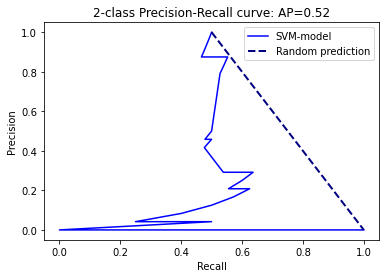 2-class Precision-Recall curve: AP=0.52
SVM-model
Random prediction
Precision
1.0
0.8
0.6
0.4
0.2
0.0
0.0 0.2 0.4 0.6 0.8 1.0
Recall